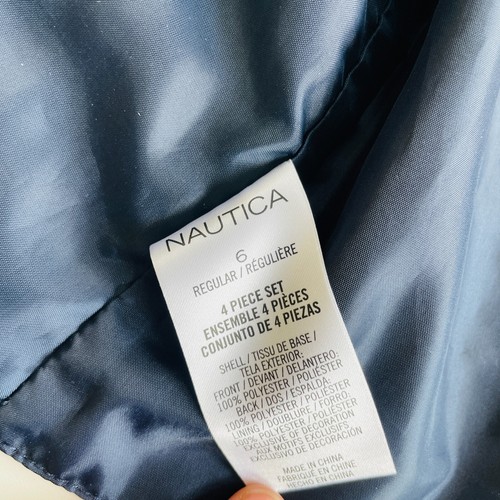 NAUTICA
6
REGULAR / RÉGULIÈRE
4 PIECE SET
ENSEMBLE 4 PIÈCES
CONJUNTO DE 4 PIEZAS
SHELL / TISSU DE BASE /
TELA EXTERIOR:
FRONT / DEVANT / DELANTERO:
100% POLYESTER / POLIÉSTER
BACK / DOS / ESPALDA:
100% POLYESTER / POLIÉSTER
LINING / DOUBLURE / FORRO:
100% POLYESTER / POLIÉSTER
EXCLUSIVE OF DECORATION
AUX MOTIFS EXCLUSIFS
EXCLUSIVO DE DECORACIÓN
MADE IN CHINA
FABRIQUÉ EN CHINE
HECHO EN CHINA